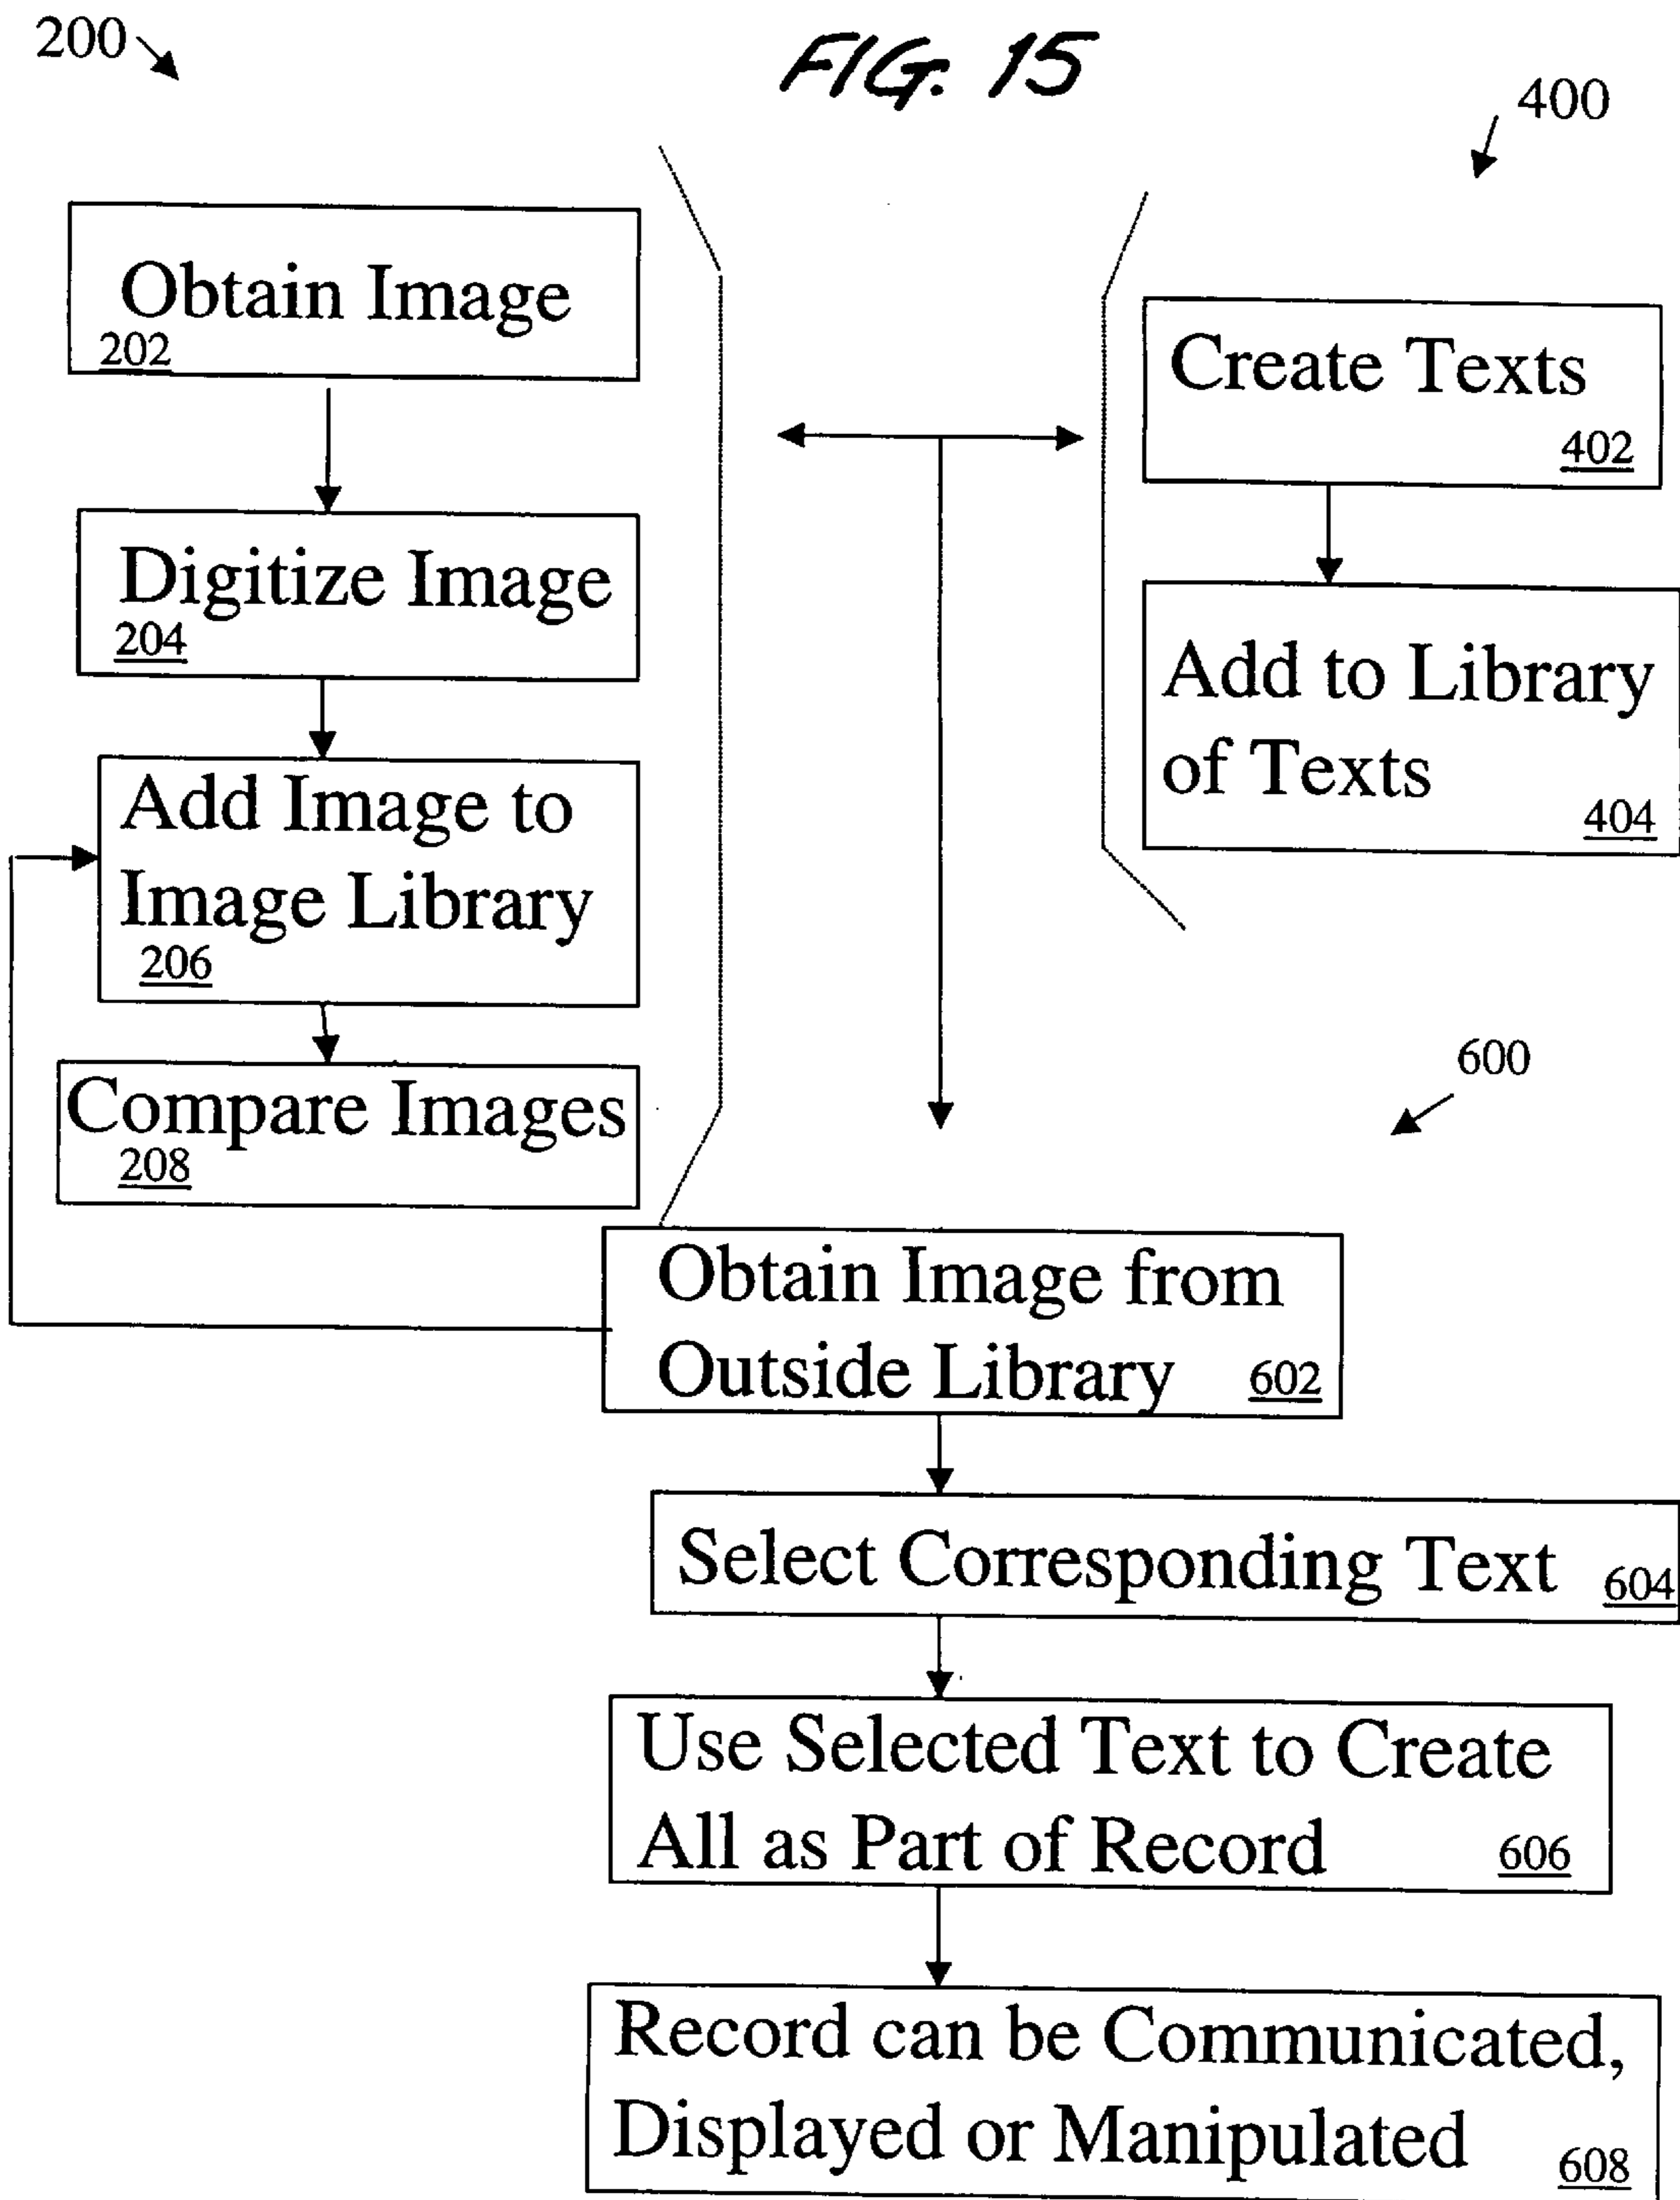 200
FIG. 15
400
Obtain Image
202
Digitize Image
204
Add Image to
Image Library
206
Compare Images
208
Create Texts
402
Add to Library
of Texts
404
600
Obtain Image from
Outside Library 602
Select Corresponding Text 604
Use Selected Text to Create
All as Part of Record 606
Record can be Communicated,
Displayed or Manipulated 608